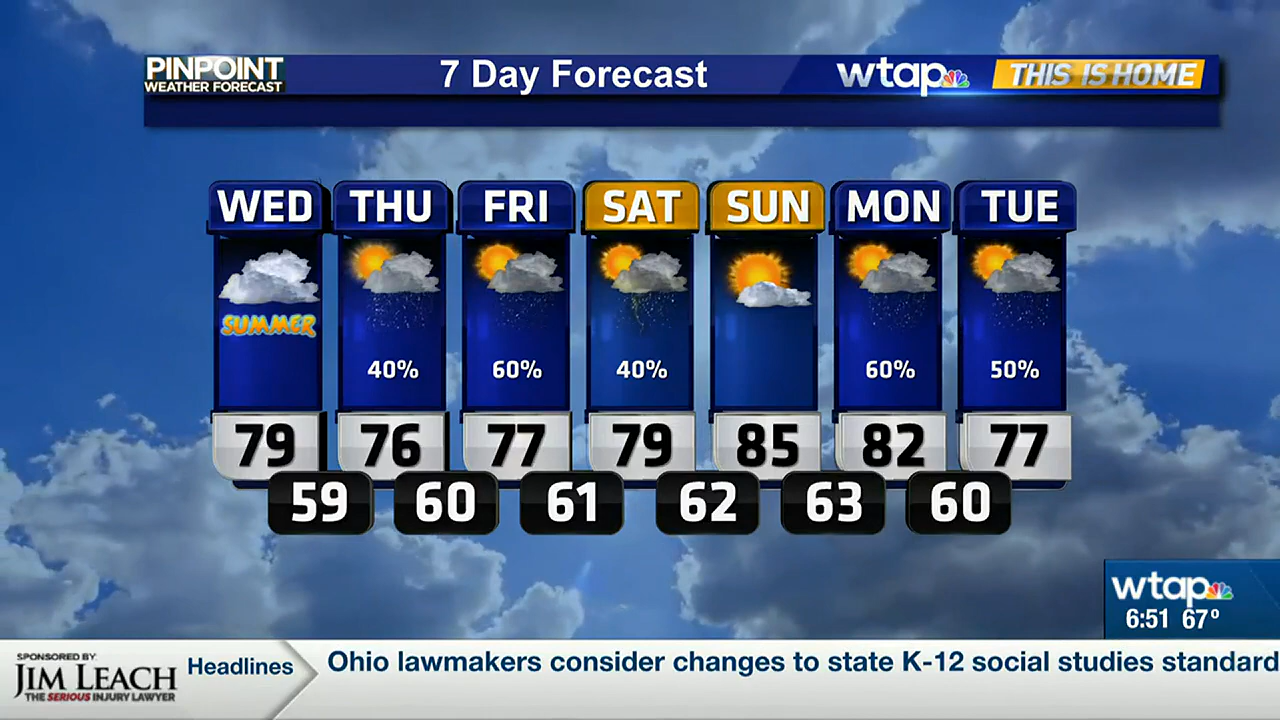 PINPOINT
WEATHER FORECAST
7 Day Forecast
wtap
THIS IS HOME
WED THU FRI SAT SUN MON TUE
SUMMER
40% 60% 40% 60% 50%
79 76 77 79 85 82 77
59 60 61 62 63 60
wtap
6:51 67°
SPONSORED BY:
JIM LEACH
THE SERIOUS INJURY LAWYER
Headlines
Ohio lawmakers consider changes to state K-12 social studies standard